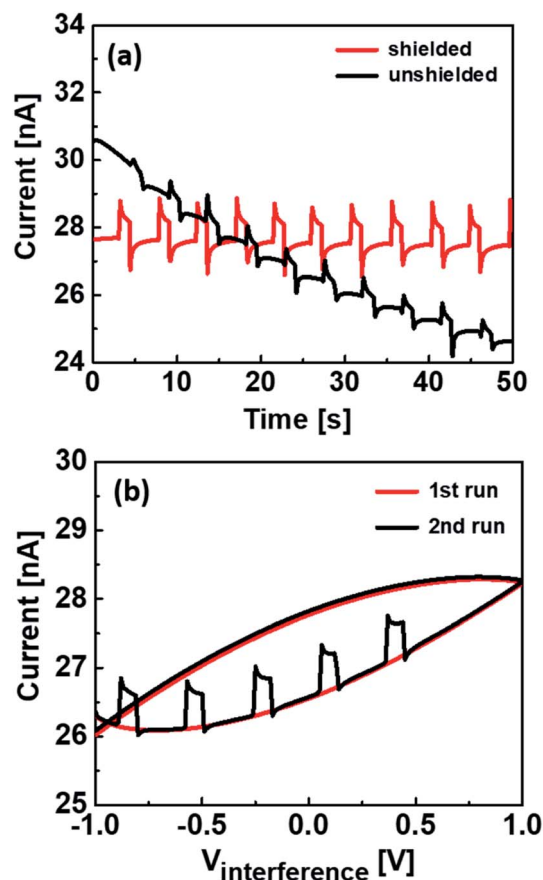 34
(a)
shielded
unshielded
32
30
28
26
24
Current [nA]
0 10 20 30 40 50
Time [s]
30
(b)
1st run
2nd run
29
28
27
26
25
Current [nA]
-1.0 -0.5 0.0 0.5 1.0
Vinterference [V]